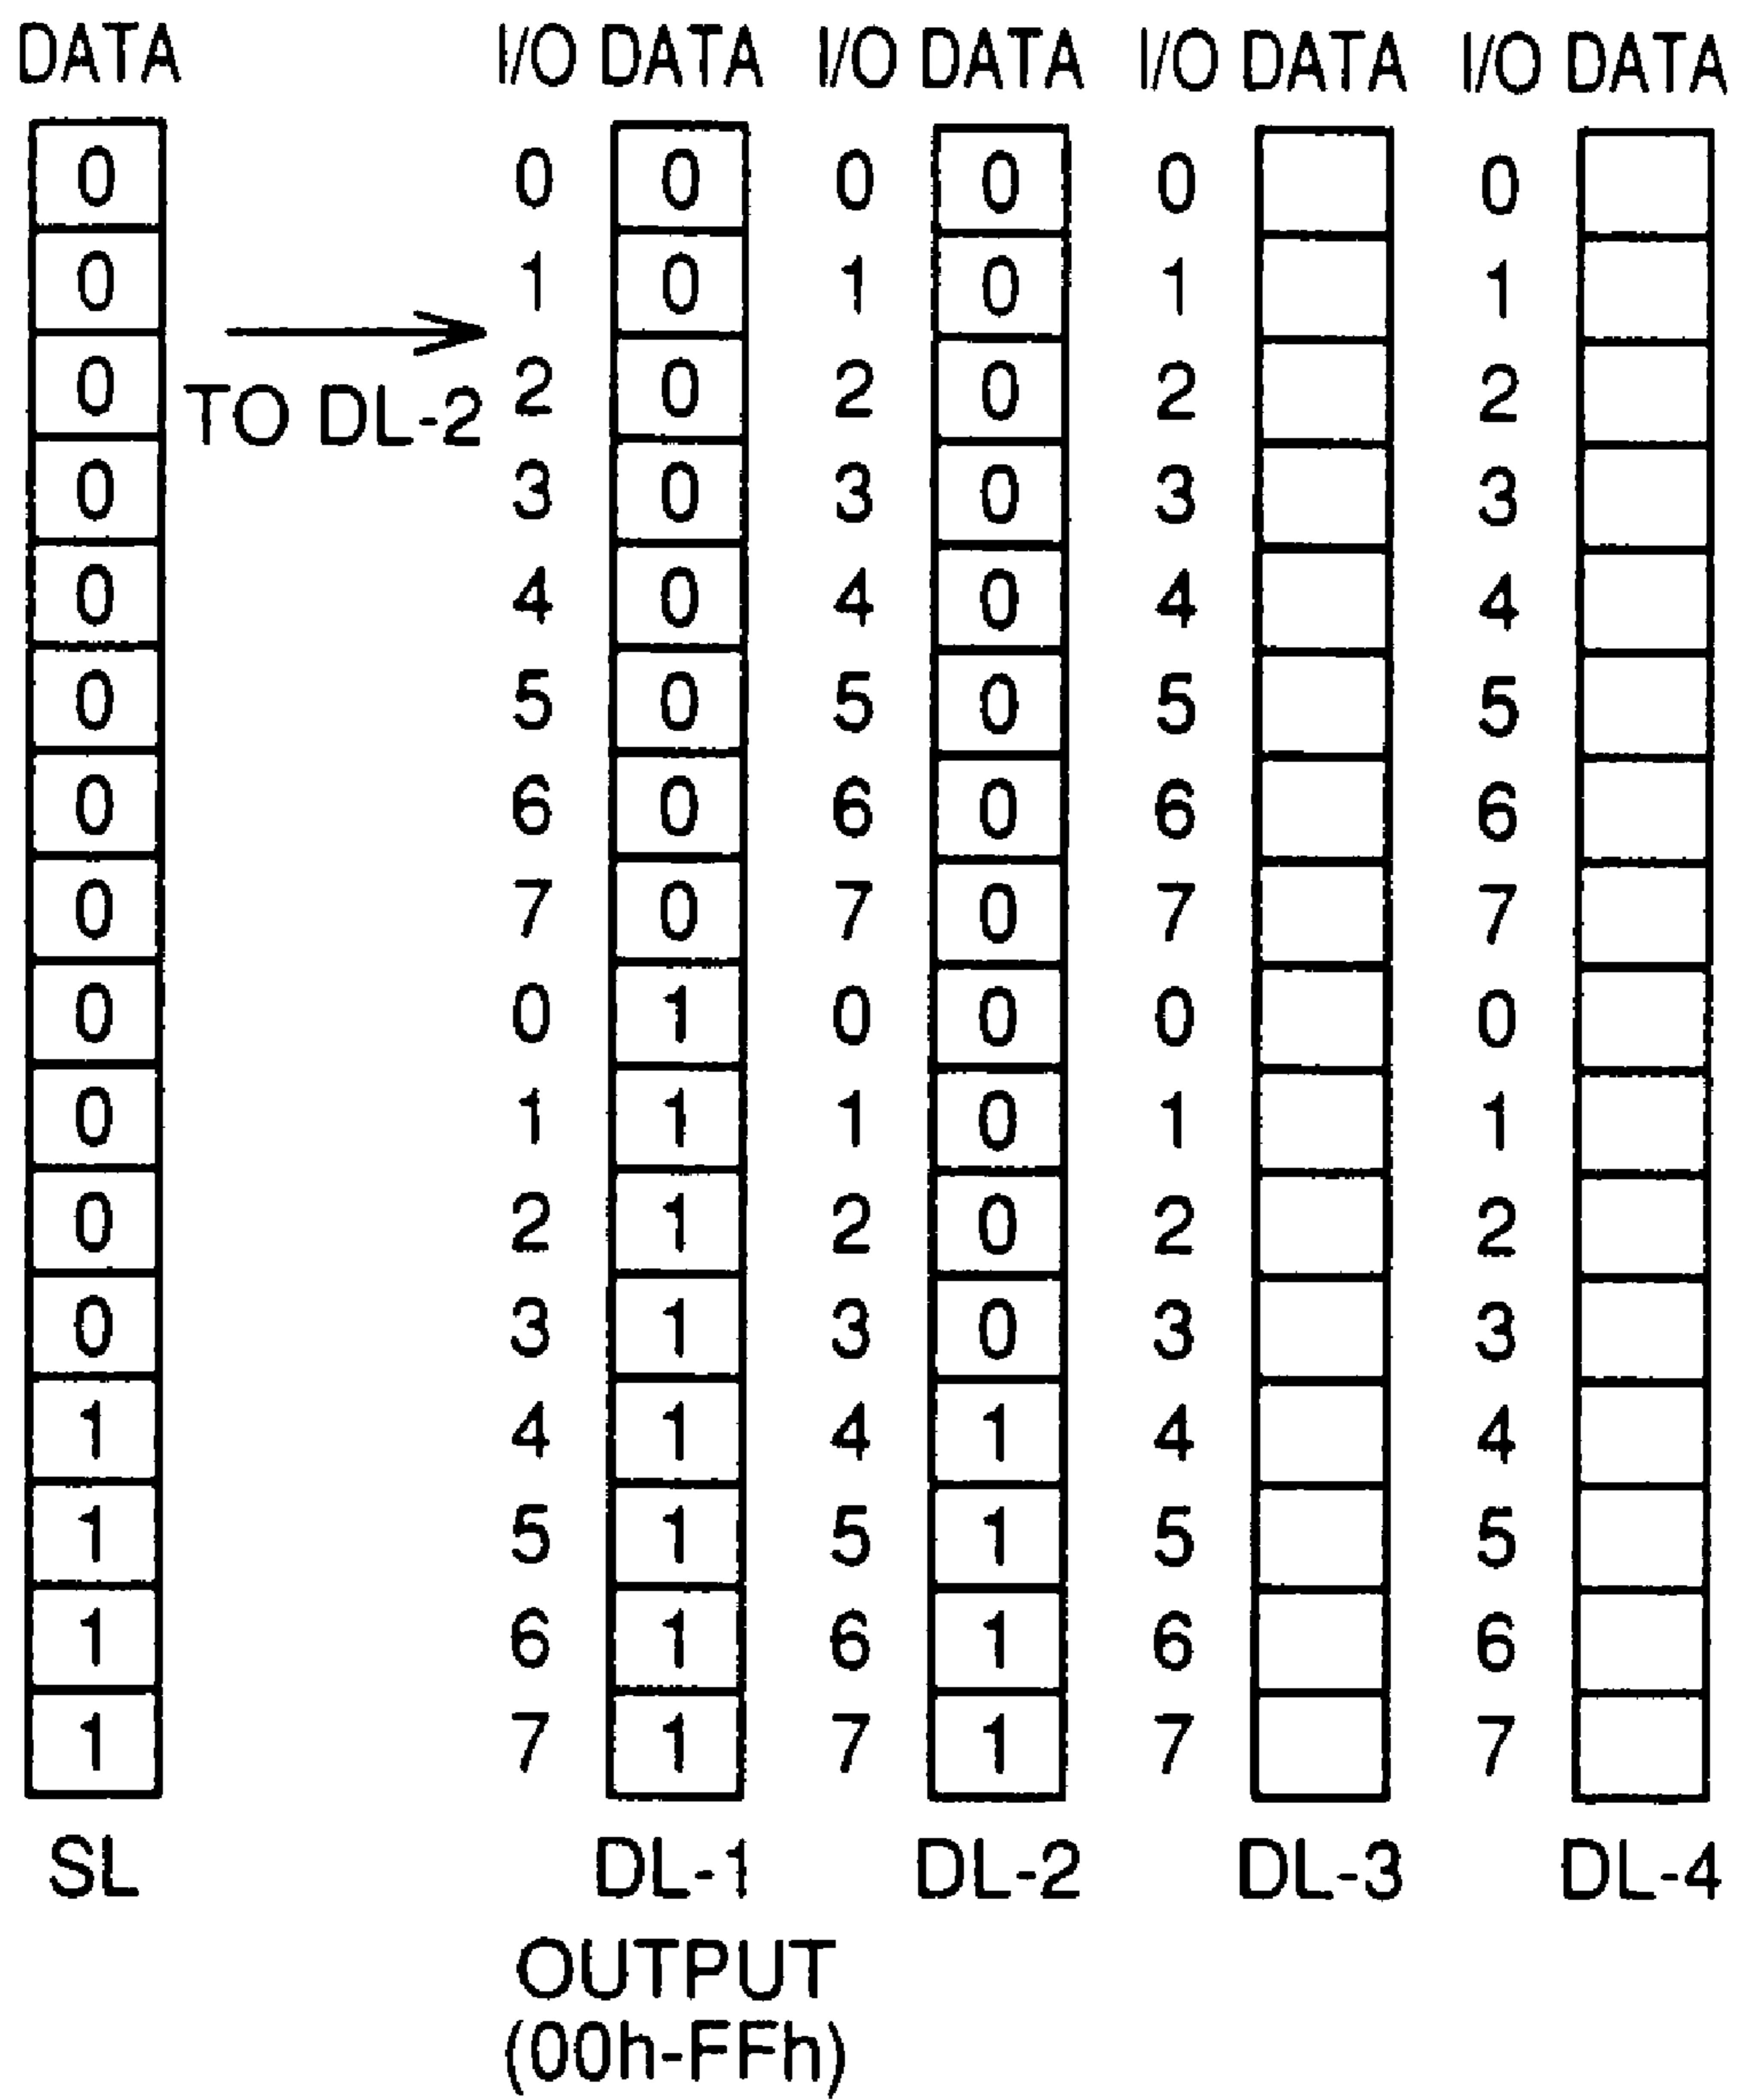 DATA I/O DATA I/O DATA I/O DATA I/O DATA
0 0 0 0 0 0 0
0 1 0 1 0 1 1
TO DL-2
0 2 0 2 0 2 2
0 3 0 3 0 3 3
0 4 0 4 0 4 4
0 5 0 5 0 5 5
0 6 0 6 0 6 6
0 7 0 7 0 7 7
0 0 1 0 0 0 0
0 1 1 1 0 1 1
0 2 1 2 0 2 2
0 3 1 3 0 3 3
1 4 1 4 1 4 4
1 5 1 5 1 5 5
1 6 1 6 1 6 6
1 7 1 7 1 7 7
SL DL-1 DL-2 DL-3 DL-4
OUTPUT
(00h-FFh)